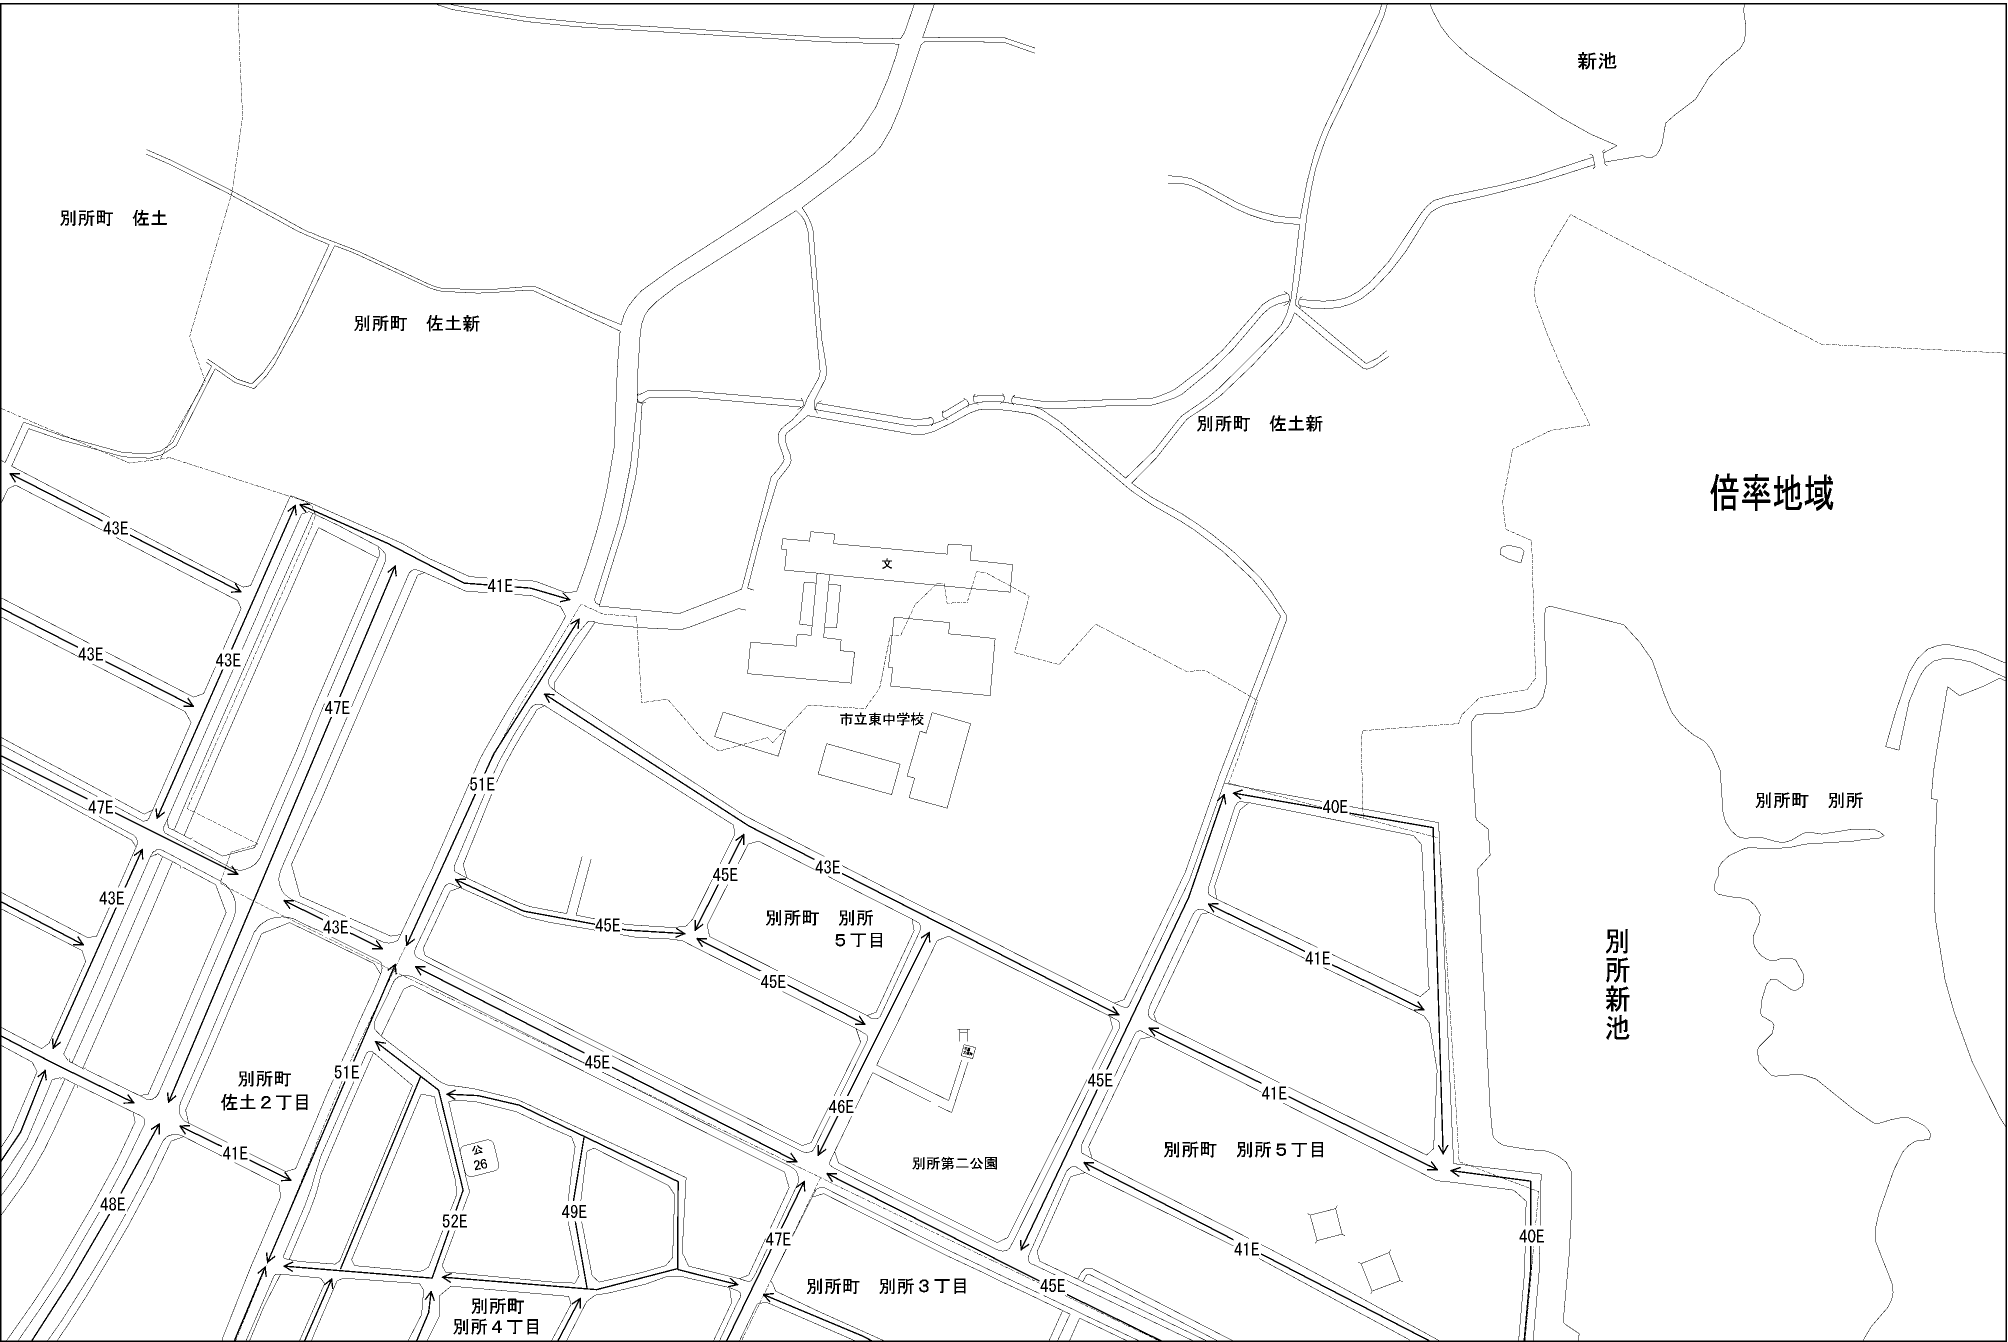 新池
別所町　佐土
別所町　佐土新
別所町　佐土新
倍率地域
43E
文
41E
43E
43E
47E
市立東中学校
51E
47E
40E
別所町　別所
43E
45E
43E
43E
45E
別所町　別所
５丁目
別所新池
41E
45E
45E
51E
別所町
佐土２丁目
45E
41E
46E
別所町　別所５丁目
41E
公
26
別所第二公園
48E
52E
49E
47E
40E
41E
別所町　別所３丁目
45E
別所町
別所４丁目